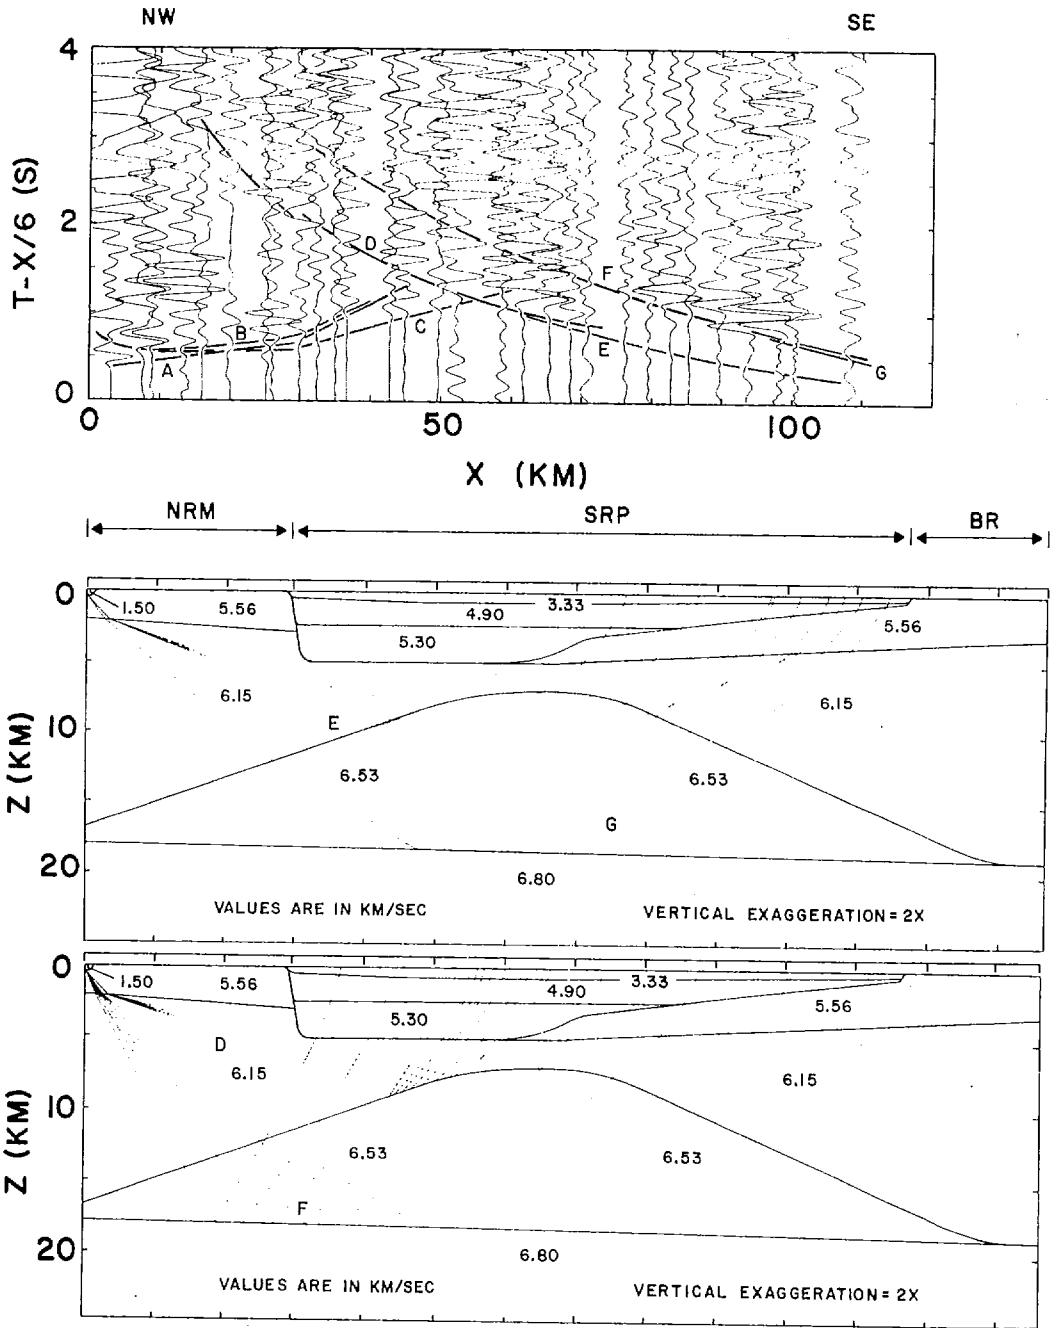 NW SE
4
2
0
T-X/6 (S)
D
F
B
C
A
E
G
0 50 100
X (KM)
NRM SRP BR
0
10
20
Z (KM)
1.50 5.56 3.33
4.90
5.56
5.30
6.15 6.15
E
6.53 6.53
G
6.80
VALUES ARE IN KM/SEC VERTICAL EXAGGERATION=2X
0
10
20
Z (KM)
1.50 5.56 3.33
4.90
5.56
5.30
D
6.15 6.15
6.53 6.53
F
6.80
VALUES ARE IN KM/SEC VERTICAL EXAGGERATION=2X